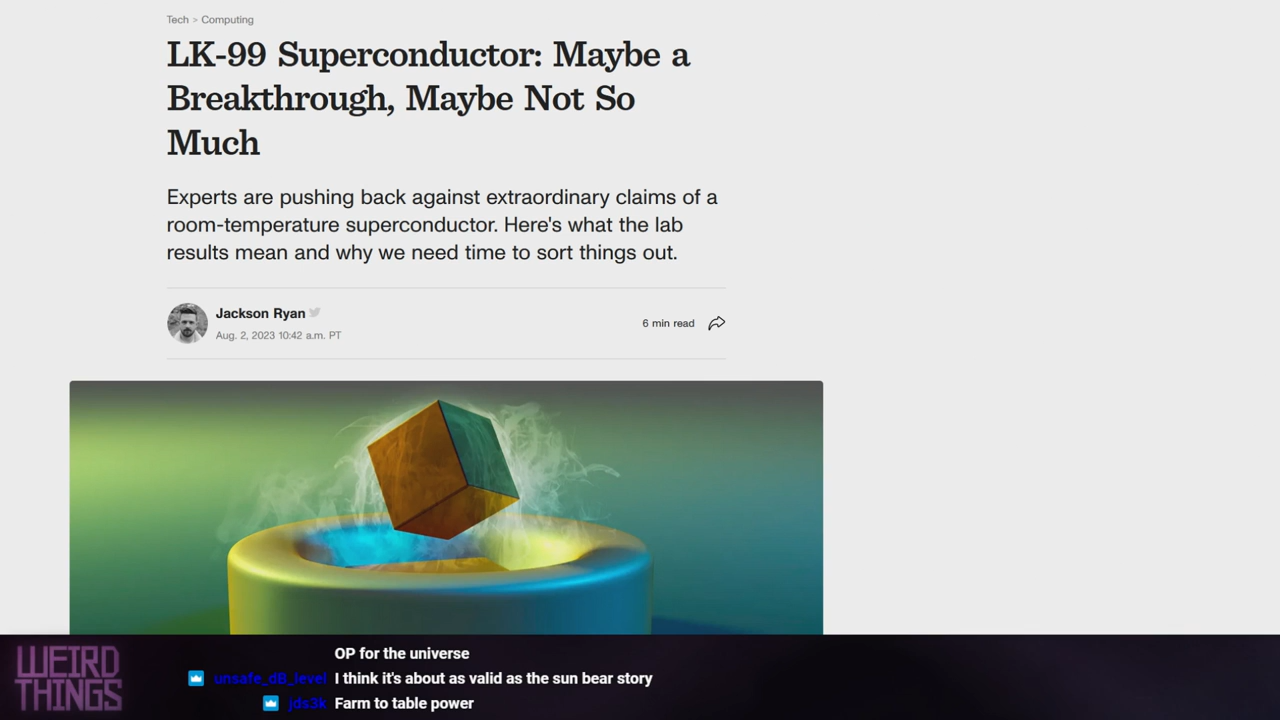 Tech > Computing
LK-99 Superconductor: Maybe a
Breakthrough, Maybe Not So
Much
Experts are pushing back against extraordinary claims of a
room-temperature superconductor. Here's what the lab
results mean and why we need time to sort things out.
Jackson Ryan
Aug. 2, 2023 10:42 a.m. PT
6 min read
WEIRD
THINGS
OP for the universe
unsafe_dB_level I think it's about as valid as the sun bear story
jds3k Farm to table power